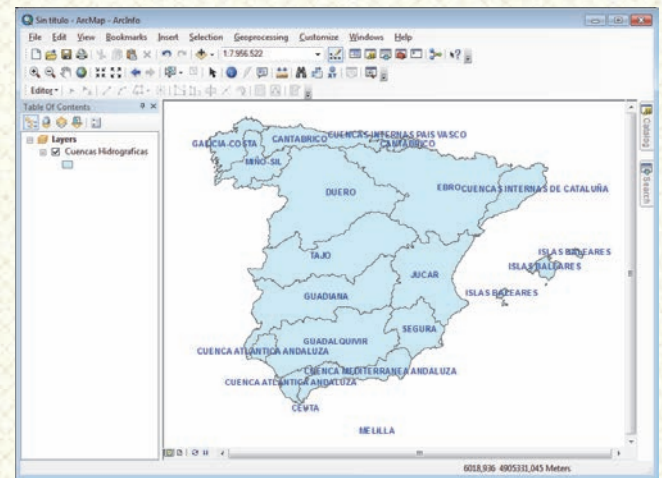 Sin título - ArcMap - ArcInfo
File Edit View Bookmarks Insert Selection Geoprocessing Customize Windows Help
1:7.956.522
Editor
Table Of Contents
Layers
Cuencas Hidrograficas
Catalog
Search
GALICIA-COSTA
CANTABRICO
CUENCAS INTERNAS PAIS VASCO
CANTABRICO
MIÑO-SIL
DUERO
EBRO
CUENCAS INTERNAS DE CATALUÑA
TAJO
JUCAR
ISLAS BALEARES
ISLAS BALEARES
ISLAS BALEARES
GUADIANA
SEGURA
GUADALQUIVIR
CUENCA ATLANTICA ANDALUZA
CUENCA MEDITERRANEA ANDALUZA
CUENCA ATLANTICA ANDALUZA
CEUTA
MELILLA
6018,936 4905331,045 Meters